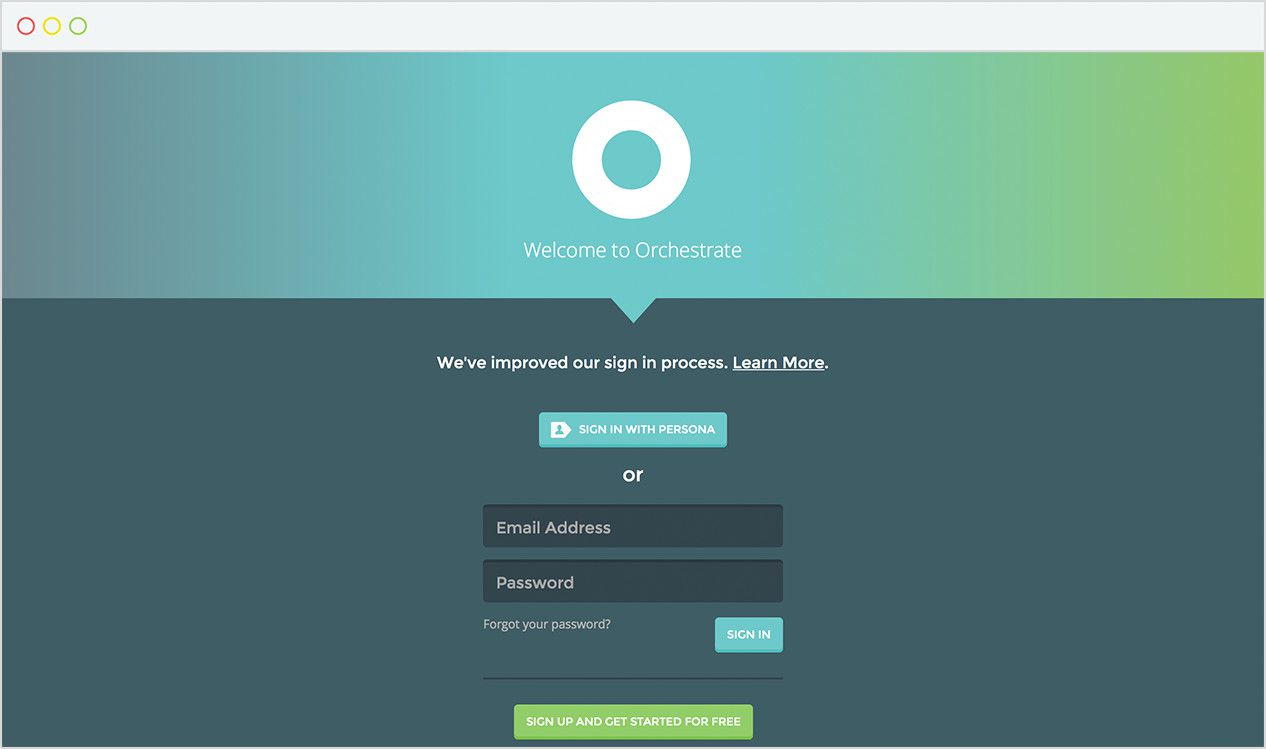 Welcome to Orchestrate
We've improved our sign in process. Learn More.
SIGN IN WITH PERSONA
or
Email Address
Password
Forgot your password?
SIGN IN
SIGN UP AND GET STARTED FOR FREE